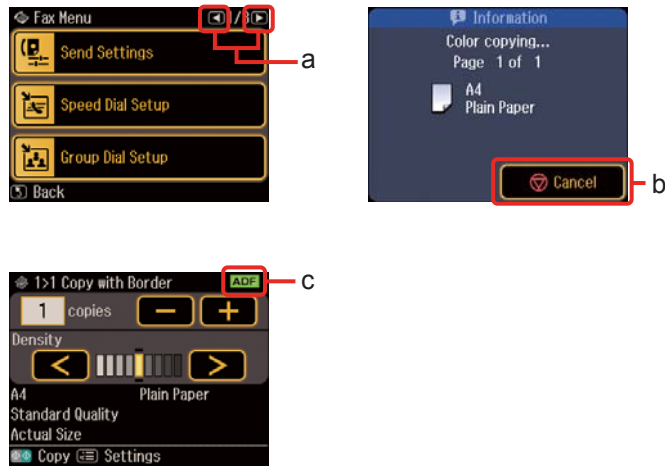 Fax Menu 1/3
Send Settings
a
Speed Dial Setup
Group Dial Setup
Back
Information
Color copying...
Page 1 of 1
A4
Plain Paper
Cancel
b
1>1 Copy with Border ADF
c
1 copies
Density
A4 Plain Paper
Standard Quality
Actual Size
Copy Settings